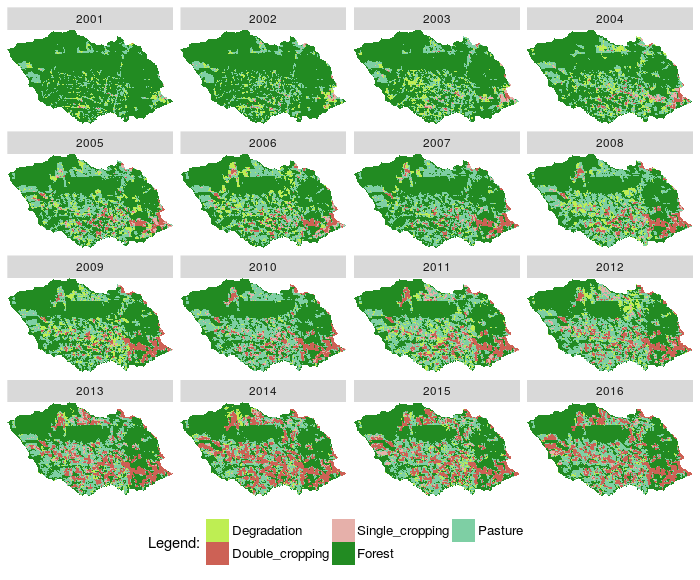 2001 2002 2003 2004
2005 2006 2007 2008
2009 2010 2011 2012
2013 2014 2015 2016
Legend:
Degradation Single_cropping Pasture
Double_cropping Forest